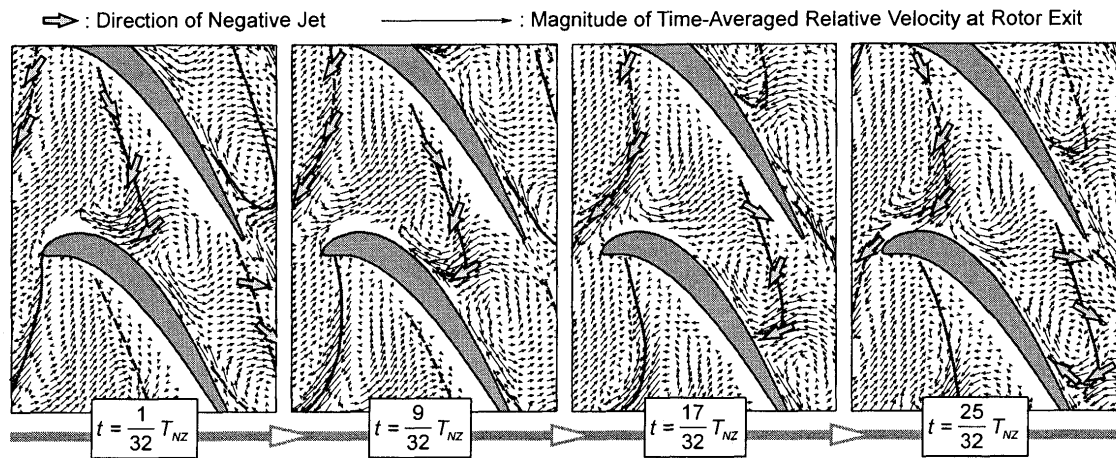 : Direction of Negative Jet : Magnitude of Time-Averaged Relative Velocity at Rotor Exit
t = 1/32 T_NZ
t = 9/32 T_NZ
t = 17/32 T_NZ
t = 25/32 T_NZ